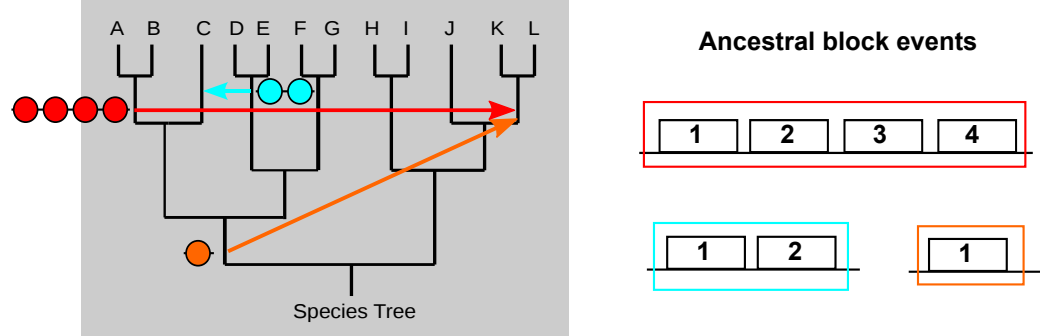 A B C D E F G H I J K L
Ancestral block events
1 2 3 4
1 2
1
Species Tree